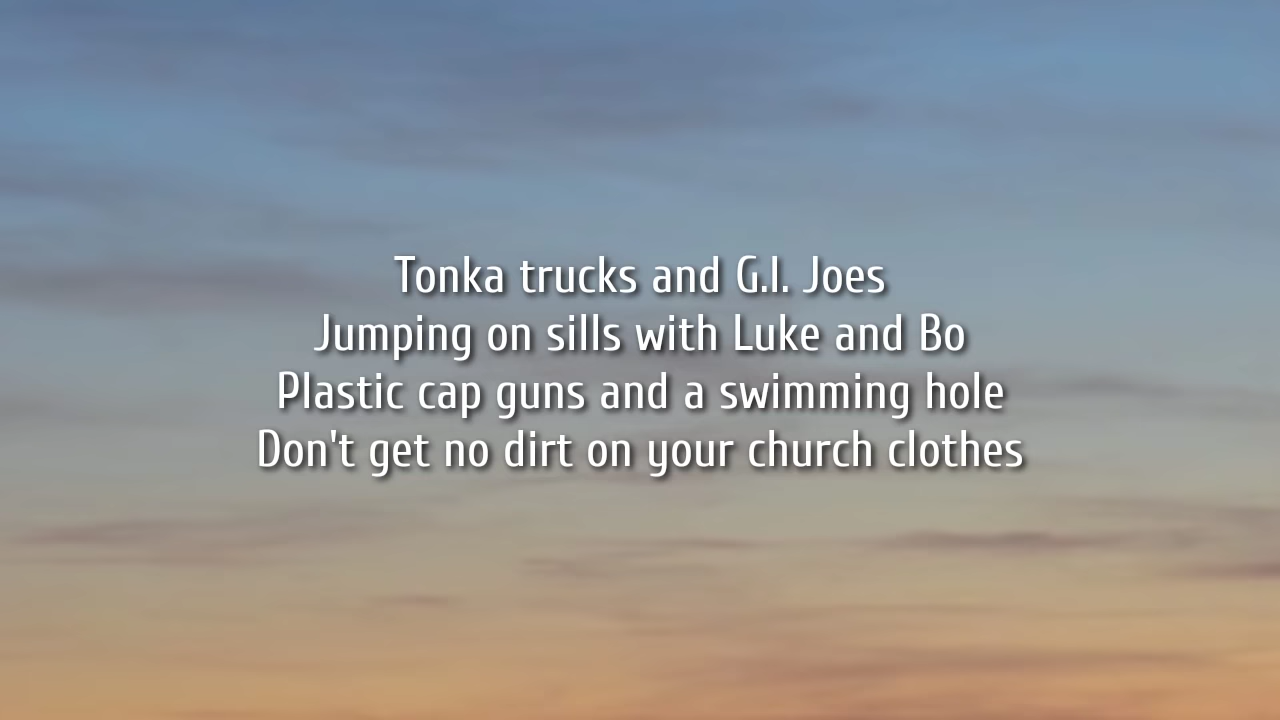 Tonka trucks and G.I. Joes
Jumping on sills with Luke and Bo
Plastic cap guns and a swimming hole
Don't get no dirt on your church clothes